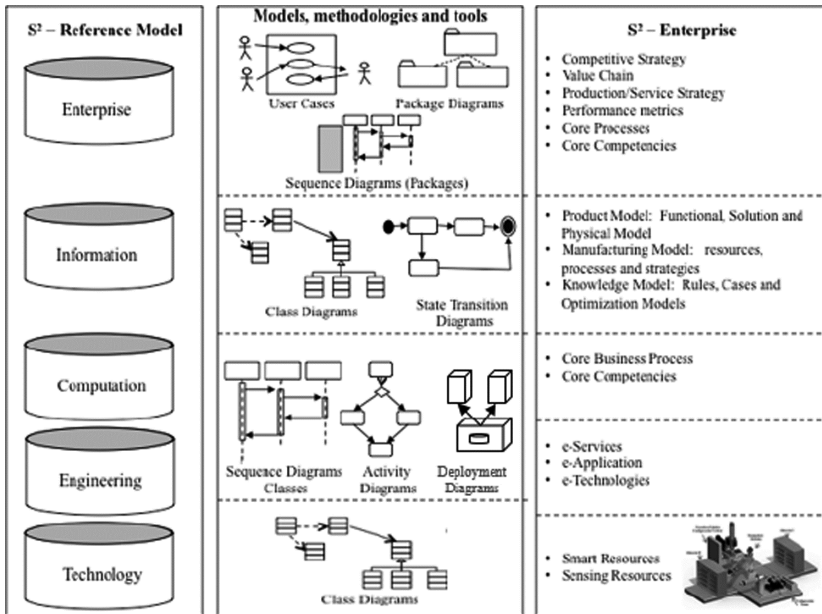 S² – Reference Model
Enterprise
Information
Computation
Engineering
Technology
Models, methodologies and tools
User Cases
Package Diagrams
Sequence Diagrams (Packages)
Class Diagrams
State Transition
Diagrams
Sequence Diagrams
Classes
Activity
Diagrams
Deployment
Diagrams
Class Diagrams
S² – Enterprise
• Competitive Strategy
• Value Chain
• Production/Service Strategy
• Performance metrics
• Core Processes
• Core Competencies
• Product Model: Functional, Solution and
Physical Model
• Manufacturing Model: resources,
processes and strategies
• Knowledge Model: Rules, Cases and
Optimization Models
• Core Business Process
• Core Competencies
• e-Services
• e-Application
• e-Technologies
• Smart Resources
• Sensing Resources